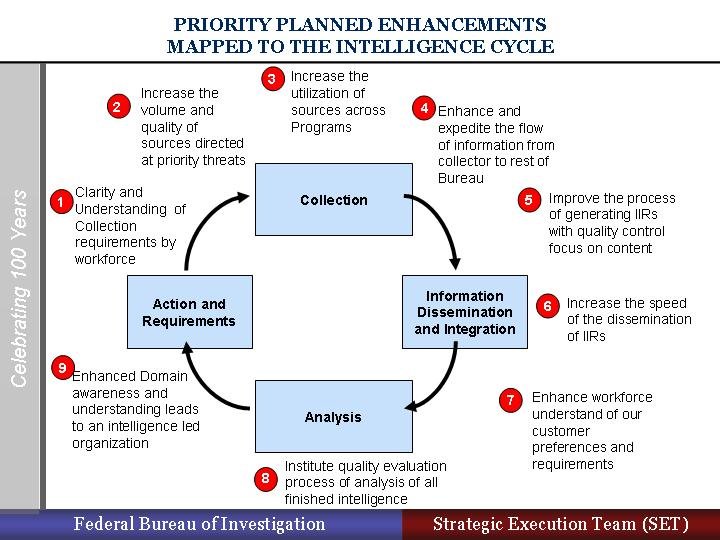 PRIORITY PLANNED ENHANCEMENTS
MAPPED TO THE INTELLIGENCE CYCLE
Celebrating 100 Years
1
Clarity and
Understanding of
Collection
requirements by
workforce
2
Increase the
volume and
quality of
sources directed
at priority threats
3
Increase the
utilization of
sources across
Programs
4
Enhance and
expedite the flow
of information from
collector to rest of
Bureau
5
Improve the process
of generating IIRs
with quality control
focus on content
Collection
Action and
Requirements
Information
Dissemination
and Integration
6
Increase the speed
of the dissemination
of IIRs
9
Enhanced Domain
awareness and
understanding leads
to an intelligence led
organization
Analysis
7
Enhance workforce
understand of our
customer
preferences and
requirements
8
Institute quality evaluation
process of analysis of all
finished intelligence
Federal Bureau of Investigation
Strategic Execution Team (SET)